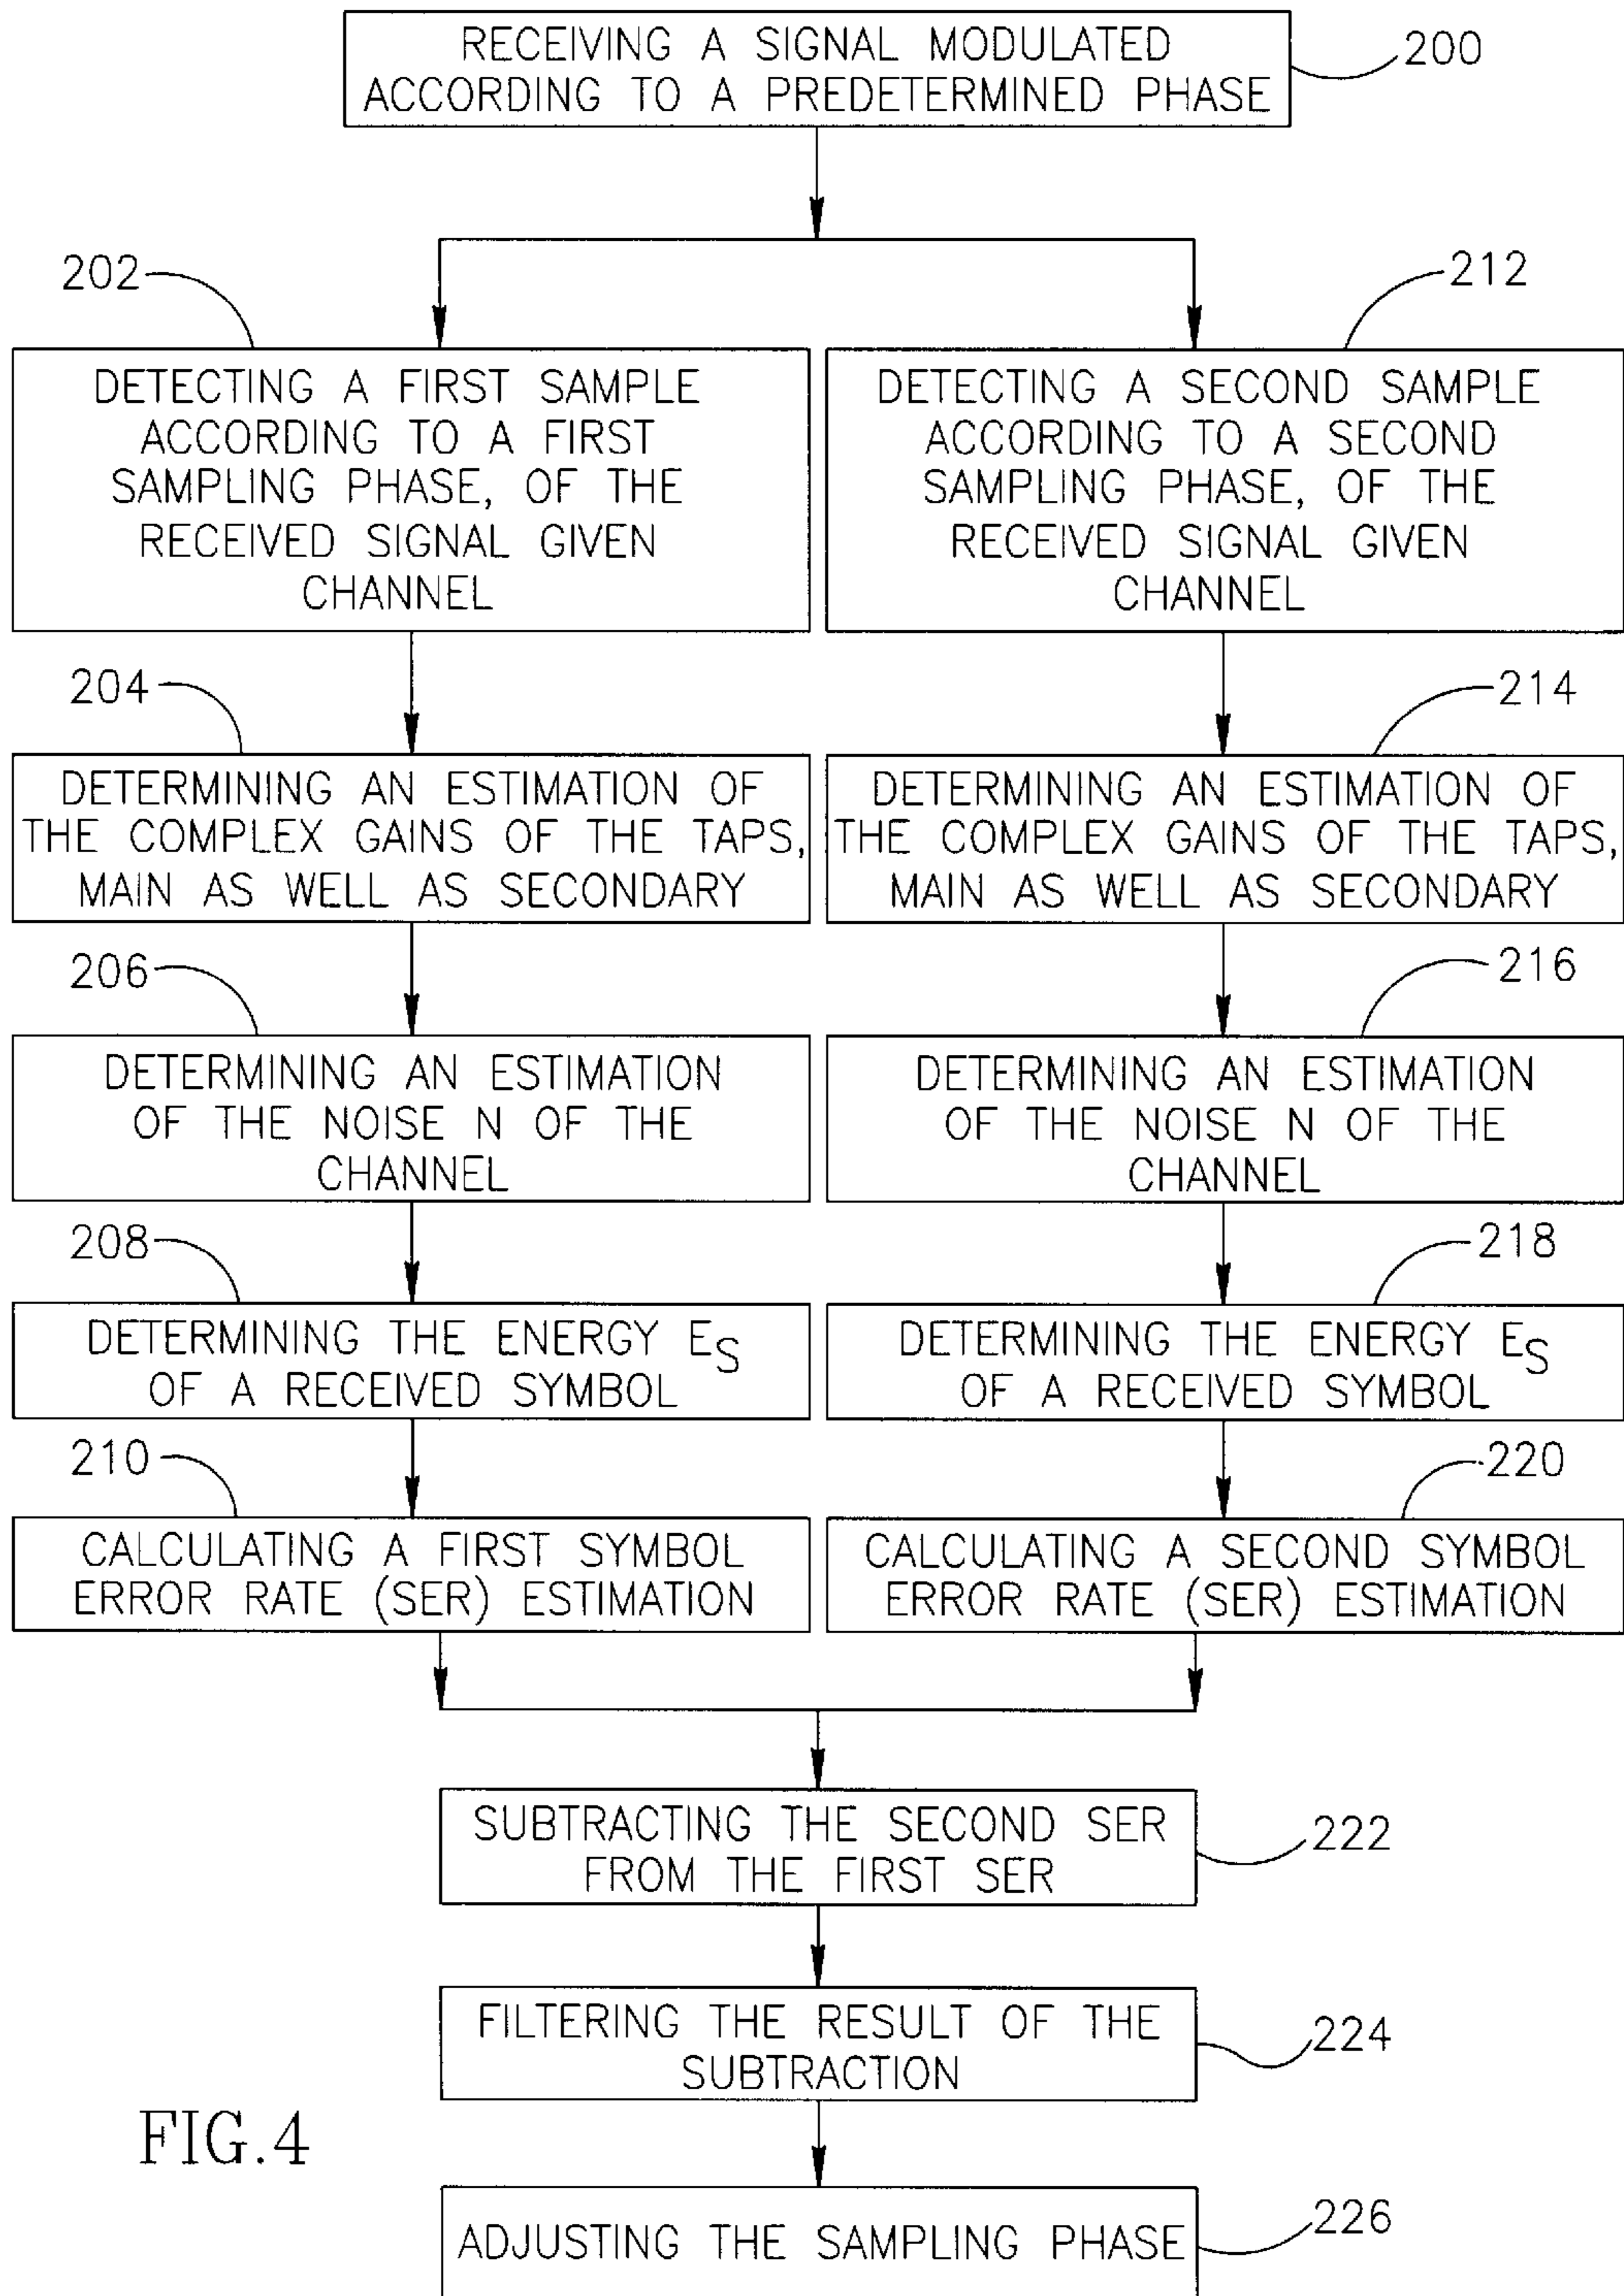 RECEIVING A SIGNAL MODULATED
ACCORDING TO A PREDETERMINED PHASE
200
202
212
DETECTING A FIRST SAMPLE
ACCORDING TO A FIRST
SAMPLING PHASE, OF THE
RECEIVED SIGNAL GIVEN
CHANNEL
DETECTING A SECOND SAMPLE
ACCORDING TO A SECOND
SAMPLING PHASE, OF THE
RECEIVED SIGNAL GIVEN
CHANNEL
204
214
DETERMINING AN ESTIMATION OF
THE COMPLEX GAINS OF THE TAPS,
MAIN AS WELL AS SECONDARY
DETERMINING AN ESTIMATION OF
THE COMPLEX GAINS OF THE TAPS,
MAIN AS WELL AS SECONDARY
206
216
DETERMINING AN ESTIMATION
OF THE NOISE N OF THE
CHANNEL
DETERMINING AN ESTIMATION
OF THE NOISE N OF THE
CHANNEL
208
218
DETERMINING THE ENERGY ES
OF A RECEIVED SYMBOL
DETERMINING THE ENERGY ES
OF A RECEIVED SYMBOL
210
220
CALCULATING A FIRST SYMBOL
ERROR RATE (SER) ESTIMATION
CALCULATING A SECOND SYMBOL
ERROR RATE (SER) ESTIMATION
SUBTRACTING THE SECOND SER
FROM THE FIRST SER
222
FILTERING THE RESULT OF THE
SUBTRACTION
224
FIG.4
ADJUSTING THE SAMPLING PHASE
226